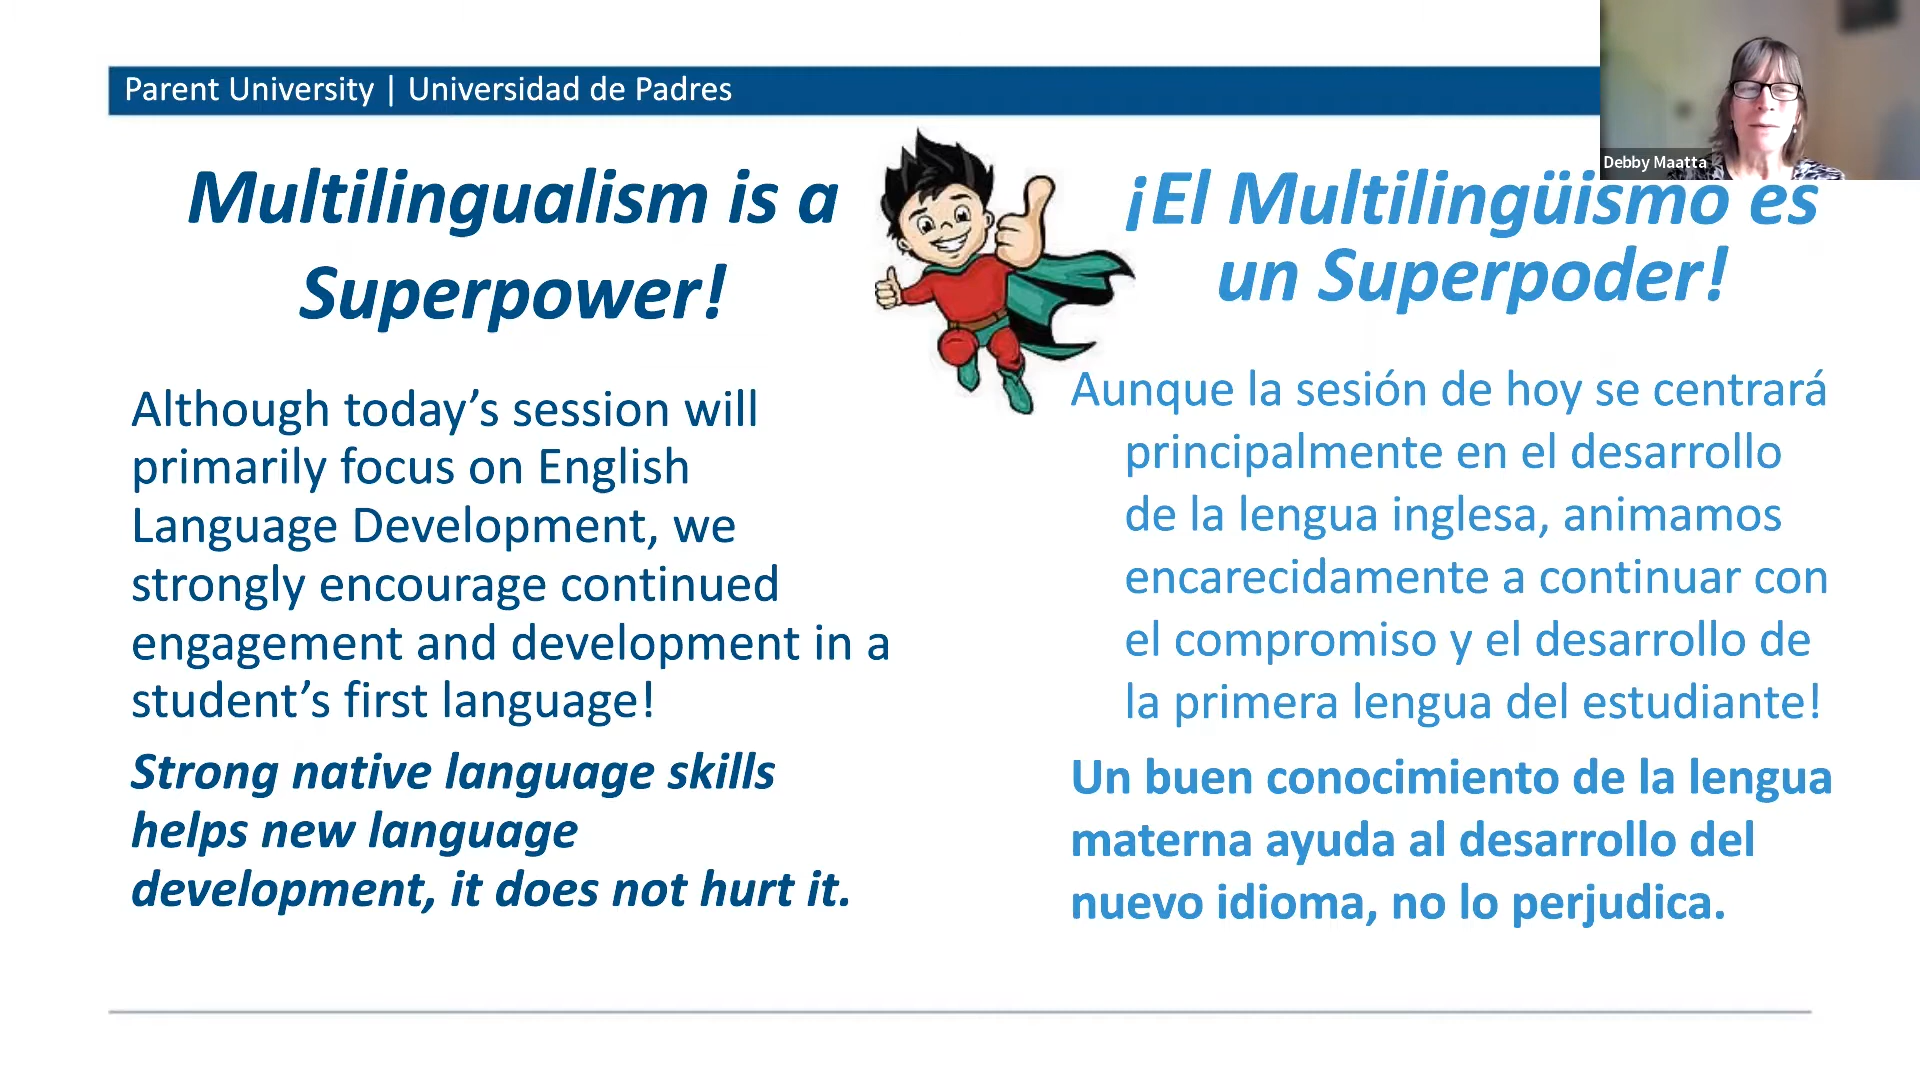 Parent University | Universidad de Padres
Debby Maatta
Multilingualism is a
Superpower!
Although today’s session will
primarily focus on English
Language Development, we
strongly encourage continued
engagement and development in a
student’s first language!
Strong native language skills
helps new language
development, it does not hurt it.
¡El Multilingüismo es
un Superpoder!
Aunque la sesión de hoy se centrará
principalmente en el desarrollo
de la lengua inglesa, animamos
encarecidamente a continuar con
el compromiso y el desarrollo de
la primera lengua del estudiante!
Un buen conocimiento de la lengua
materna ayuda al desarrollo del
nuevo idioma, no lo perjudica.